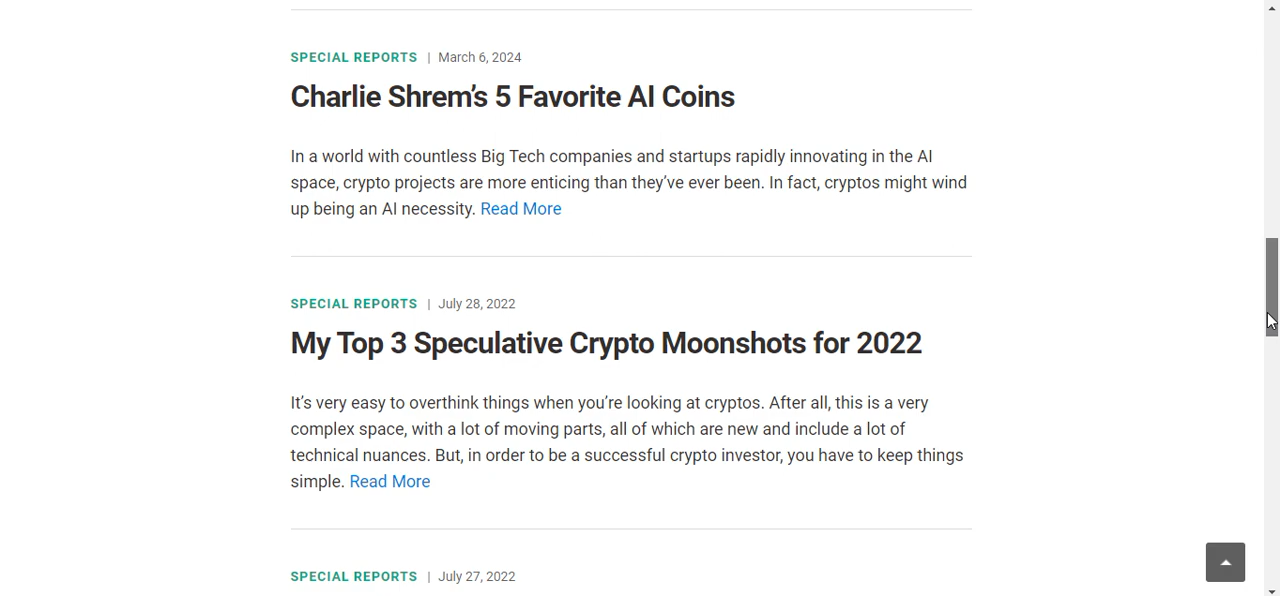 SPECIAL REPORTS | March 6, 2024
Charlie Shrem’s 5 Favorite AI Coins
In a world with countless Big Tech companies and startups rapidly innovating in the AI
space, crypto projects are more enticing than they’ve ever been. In fact, cryptos might wind
up being an AI necessity. Read More
SPECIAL REPORTS | July 28, 2022
My Top 3 Speculative Crypto Moonshots for 2022
It’s very easy to overthink things when you’re looking at cryptos. After all, this is a very
complex space, with a lot of moving parts, all of which are new and include a lot of
technical nuances. But, in order to be a successful crypto investor, you have to keep things
simple. Read More
SPECIAL REPORTS | July 27, 2022